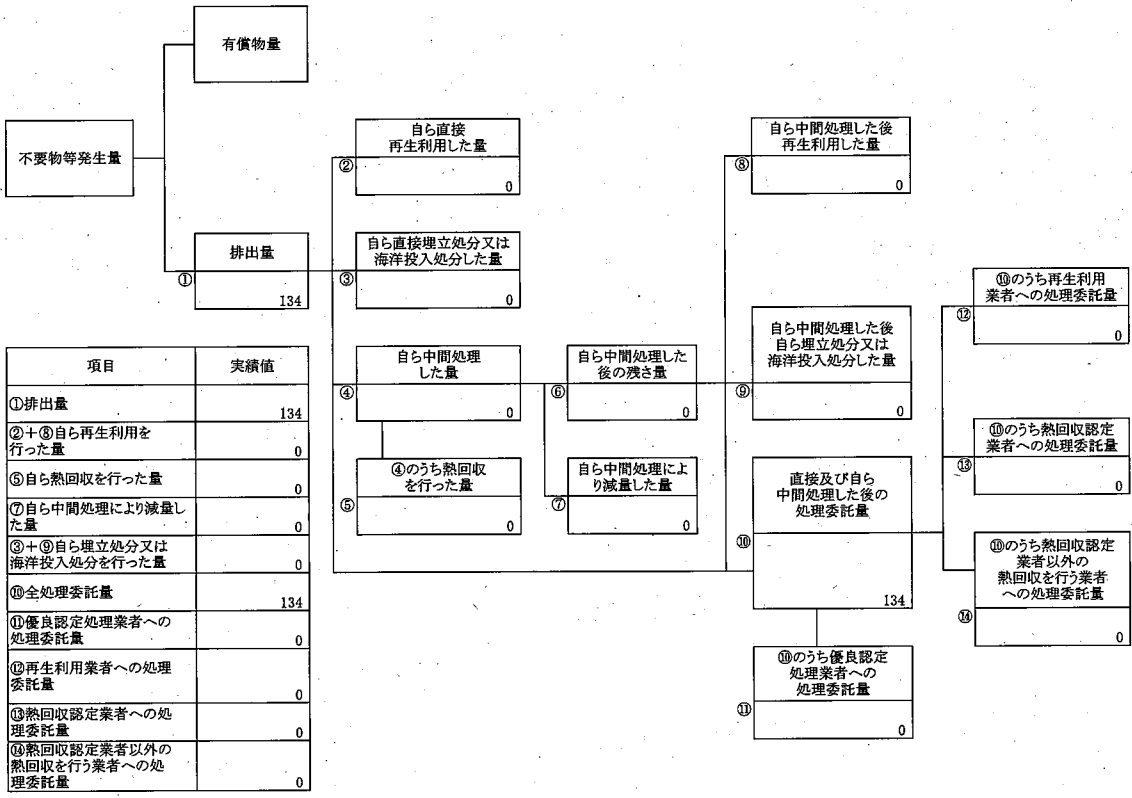 有償物量
不要物等発生量
排出量
①
134
自ら直接
再生利用した量
②
0
自ら直接埋立処分又は
海洋投入処分した量
③
0
自ら中間処理
した量
④
0
④のうち熱回収
を行った量
⑤
0
自ら中間処理した
後の残さ量
⑥
0
自ら中間処理によ
り減量した量
⑦
0
自ら中間処理した後
再生利用した量
⑧
0
自ら中間処理した後
自ら埋立処分又は
海洋投入処分した量
⑨
0
直接及び自ら
中間処理した後の
処理委託量
⑩
134
⑩のうち優良認定
処理業者への
処理委託量
⑪
0
⑩のうち再生利用
業者への処理委託量
⑫
0
⑩のうち熱回収認定
業者への処理委託量
⑬
0
⑩のうち熱回収認定
業者以外の
熱回収を行う業者
への処理委託量
⑭
0
項目 実績値
①排出量 134
②+⑧自ら再生利用を
行った量 0
⑤自ら熱回収を行った量 0
⑦自ら中間処理により減量し
た量 0
③+⑨自ら埋立処分又は
海洋投入処分を行った量 0
⑩全処理委託量 134
⑪優良認定処理業者への
処理委託量 0
⑫再生利用業者への処理
委託量 0
⑬熱回収認定業者への処
理委託量 0
⑭熱回収認定業者以外の
熱回収を行う業者への処
理委託量 0